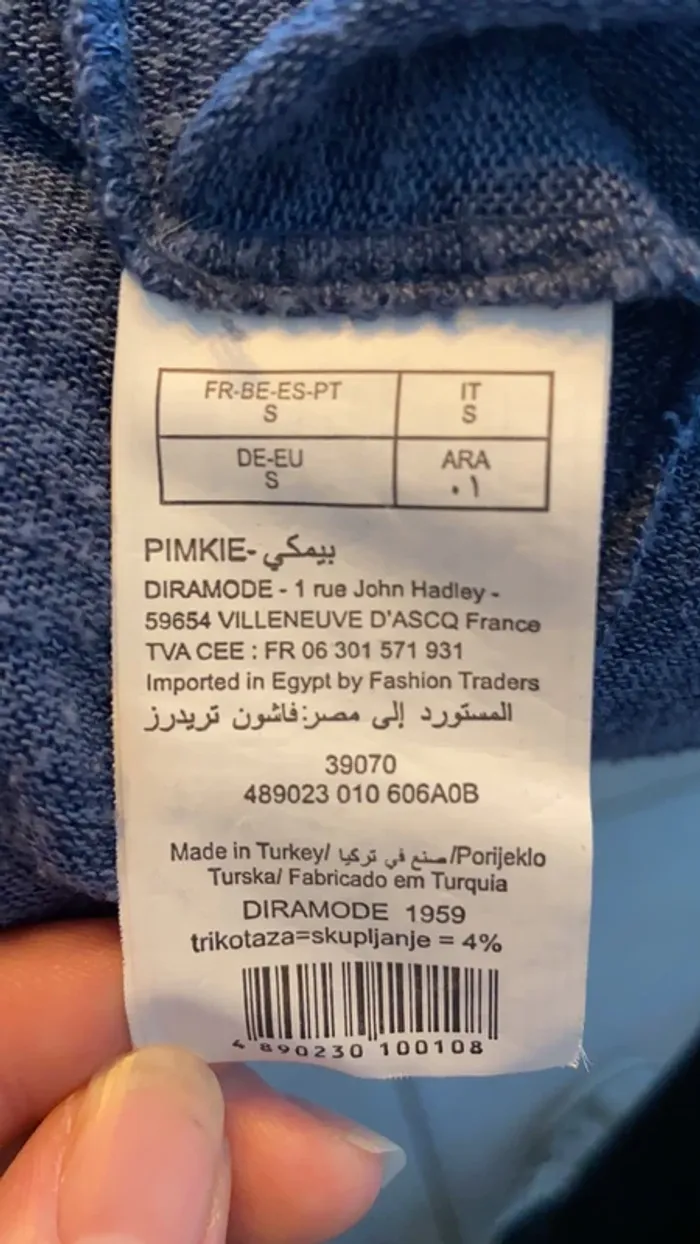 FR-BE-ES-PT
S
IT
S
DE-EU
S
ARA
٠١
PIMKIE-بيمكي
DIRAMODE - 1 rue John Hadley -
59654 VILLENEUVE D'ASCQ France
TVA CEE : FR 06 301 571 931
Imported in Egypt by Fashion Traders
المستورد إلى مصر:فاشون تريدرز
39070
489023 010 606A0B
Made in Turkey/ صنع في تركيا/Porijeklo
Turska/ Fabricado em Turquia
DIRAMODE 1959
trikotaza=skupljanje = 4%
4 890230 100108